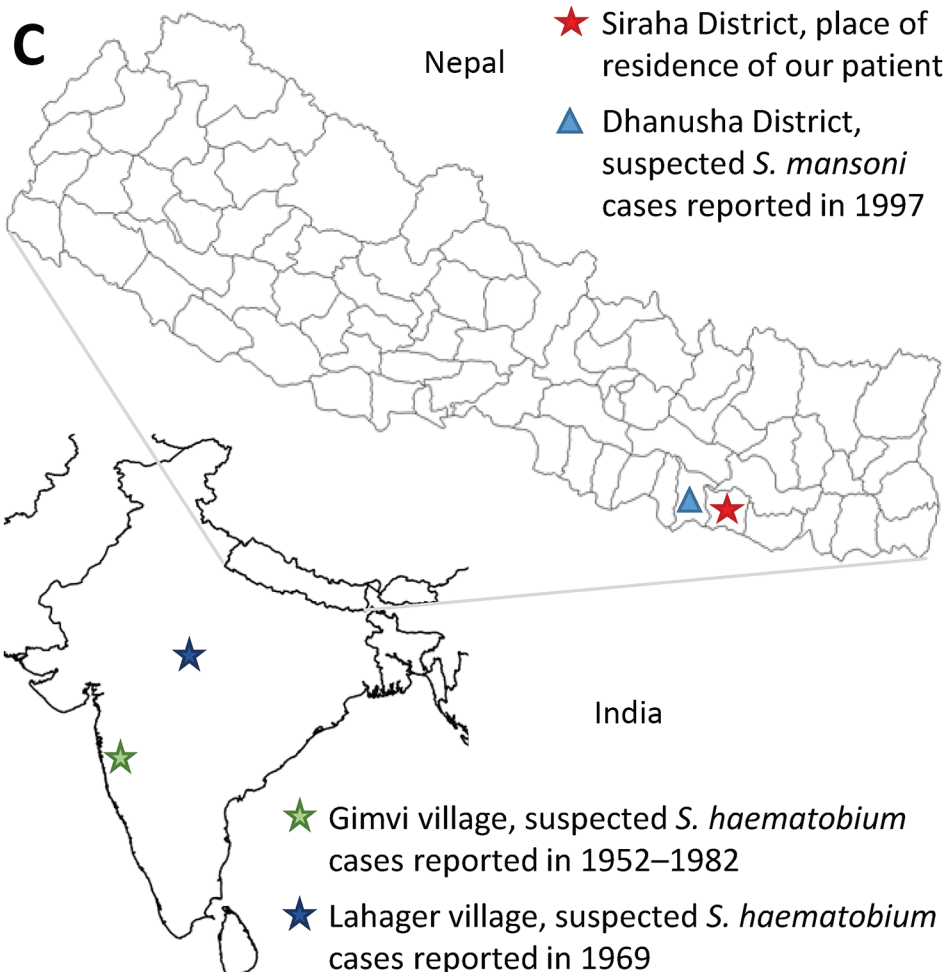 C
Nepal
Siraha District, place of
residence of our patient
Dhanusha District,
suspected S. mansoni
cases reported in 1997
India
Gimvi village, suspected S. haematobium
cases reported in 1952–1982
Lahager village, suspected S. haematobium
cases reported in 1969